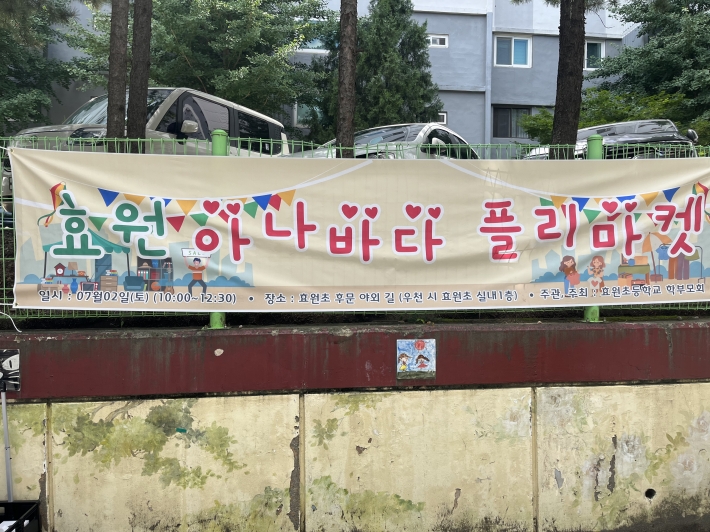 효원 아나바다 플리마켓
일시 : 07월02일(토) (10:00~12:30) • 장소 : 효원초 후문 야외 길 (우천 시 효원초 실내1층) • 주관, 주최 : 효원초등학교 학부모회